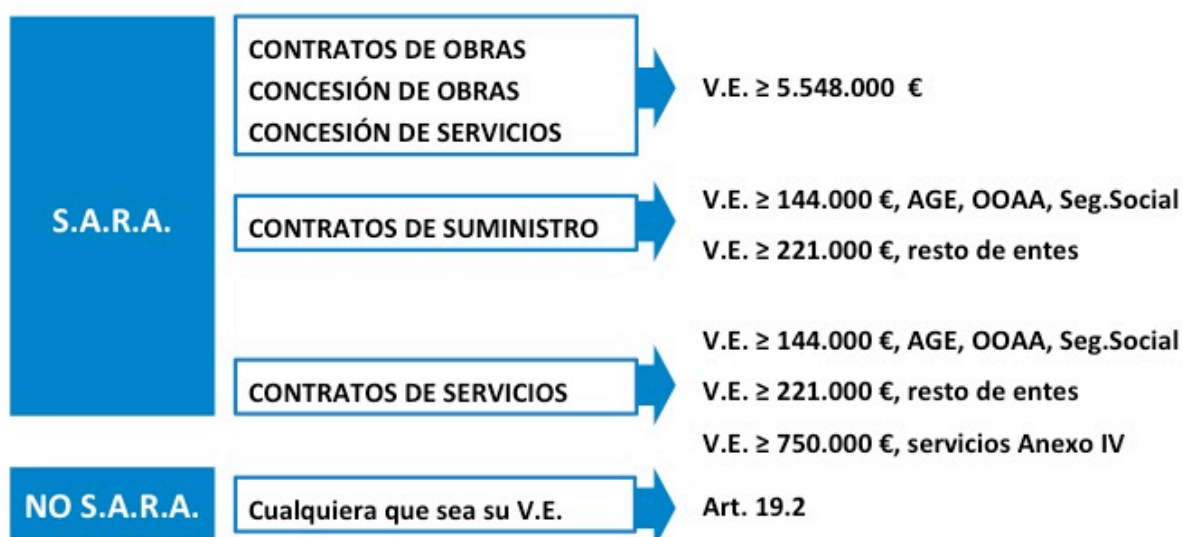 S.A.R.A.
CONTRATOS DE OBRAS
CONCESIÓN DE OBRAS
CONCESIÓN DE SERVICIOS
V.E. ≥ 5.548.000 €
CONTRATOS DE SUMINISTRO
V.E. ≥ 144.000 €, AGE, OOAA, Seg.Social
V.E. ≥ 221.000 €, resto de entes
CONTRATOS DE SERVICIOS
V.E. ≥ 144.000 €, AGE, OOAA, Seg.Social
V.E. ≥ 221.000 €, resto de entes
V.E. ≥ 750.000 €, servicios Anexo IV
NO S.A.R.A.
Cualquiera que sea su V.E.
Art. 19.2